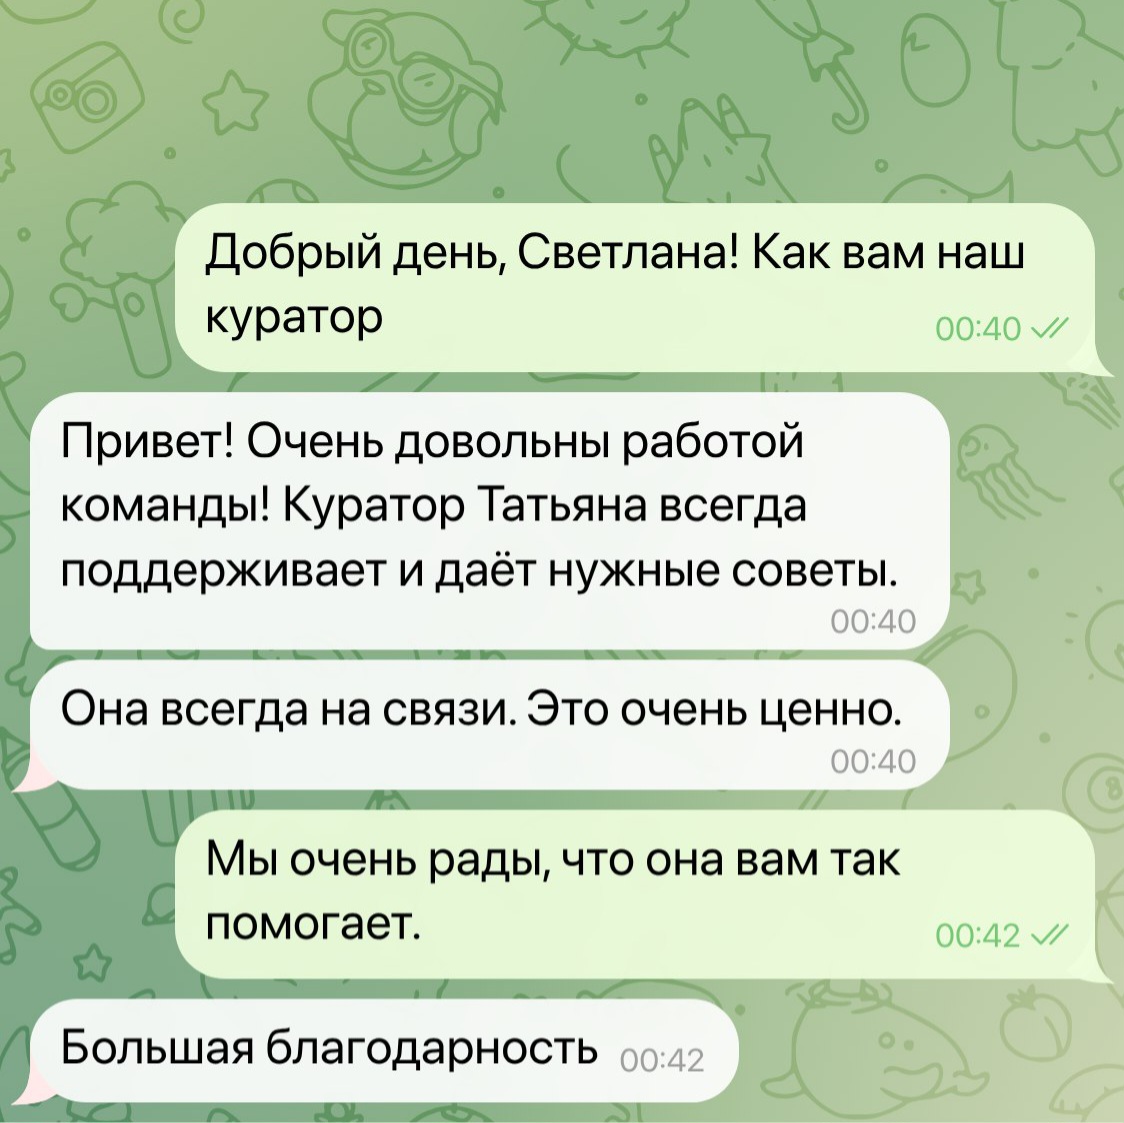 Добрый день, Светлана! Как вам наш
куратор
00:40
Привет! Очень довольны работой
команды! Куратор Татьяна всегда
поддерживает и даёт нужные советы.
00:40
Она всегда на связи. Это очень ценно.
00:40
Мы очень рады, что она вам так
помогает.
00:42
Большая благодарность 00:42